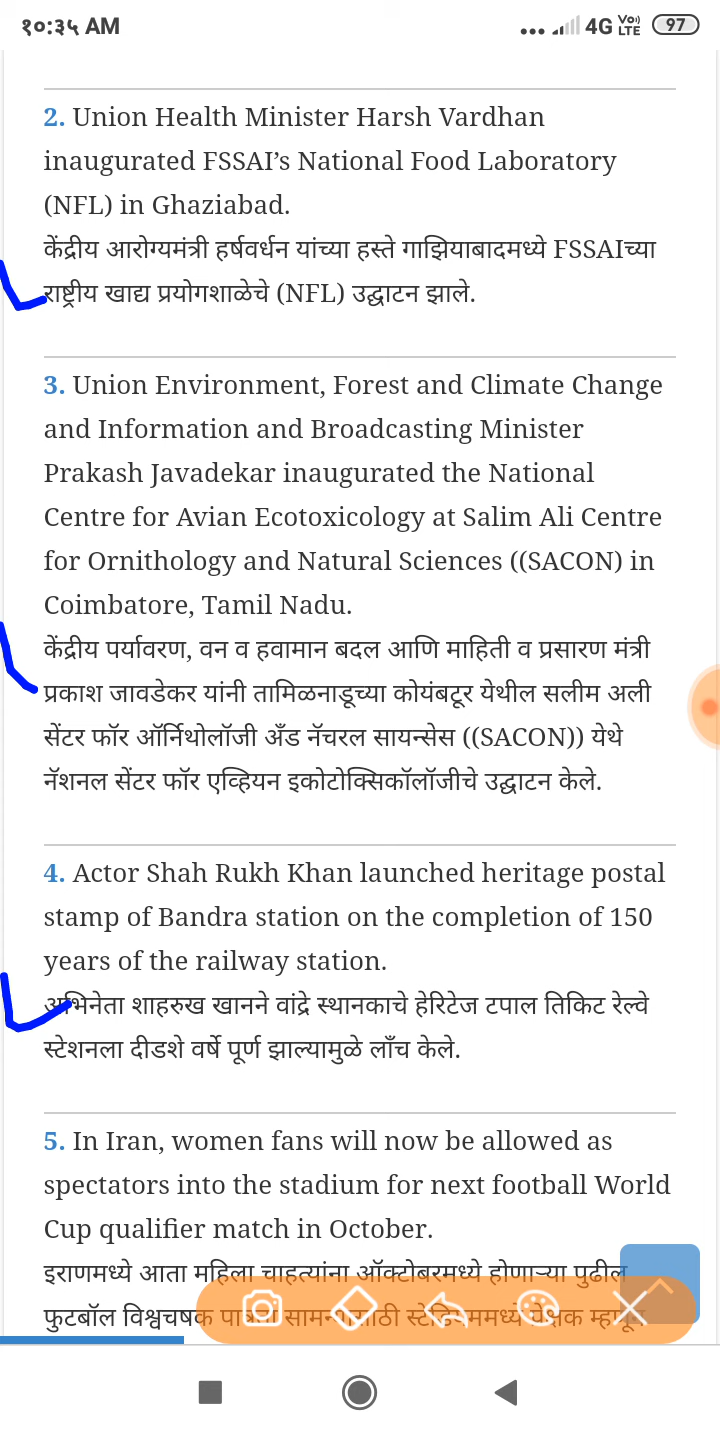 १०:३५ AM
4G Vo)) LTE 97
2. Union Health Minister Harsh Vardhan
inaugurated FSSAI’s National Food Laboratory
(NFL) in Ghaziabad.
केंद्रीय आरोग्यमंत्री हर्षवर्धन यांच्या हस्ते गाझियाबादमध्ये FSSAIच्या
राष्ट्रीय खाद्य प्रयोगशाळेचे (NFL) उद्घाटन झाले.
3. Union Environment, Forest and Climate Change
and Information and Broadcasting Minister
Prakash Javadekar inaugurated the National
Centre for Avian Ecotoxicology at Salim Ali Centre
for Ornithology and Natural Sciences ((SACON) in
Coimbatore, Tamil Nadu.
केंद्रीय पर्यावरण, वन व हवामान बदल आणि माहिती व प्रसारण मंत्री
प्रकाश जावडेकर यांनी तामिळनाडूच्या कोयंबटूर येथील सलीम अली
सेंटर फॉर ऑर्निथोलॉजी अँड नॅचरल सायन्सेस ((SACON)) येथे
नॅशनल सेंटर फॉर एव्हियन इकोटोक्सिकॉलॉजीचे उद्घाटन केले.
4. Actor Shah Rukh Khan launched heritage postal
stamp of Bandra station on the completion of 150
years of the railway station.
अभिनेता शाहरुख खानने वांद्रे स्थानकाचे हेरिटेज टपाल तिकिट रेल्वे
स्टेशनला दीडशे वर्षे पूर्ण झाल्यामुळे लाँच केले.
5. In Iran, women fans will now be allowed as
spectators into the stadium for next football World
Cup qualifier match in October.
इराणमध्ये आता महिला चाहत्यांना ऑक्टोबरमध्ये होणाऱ्या पुढील
फुटबॉल विश्वचषक